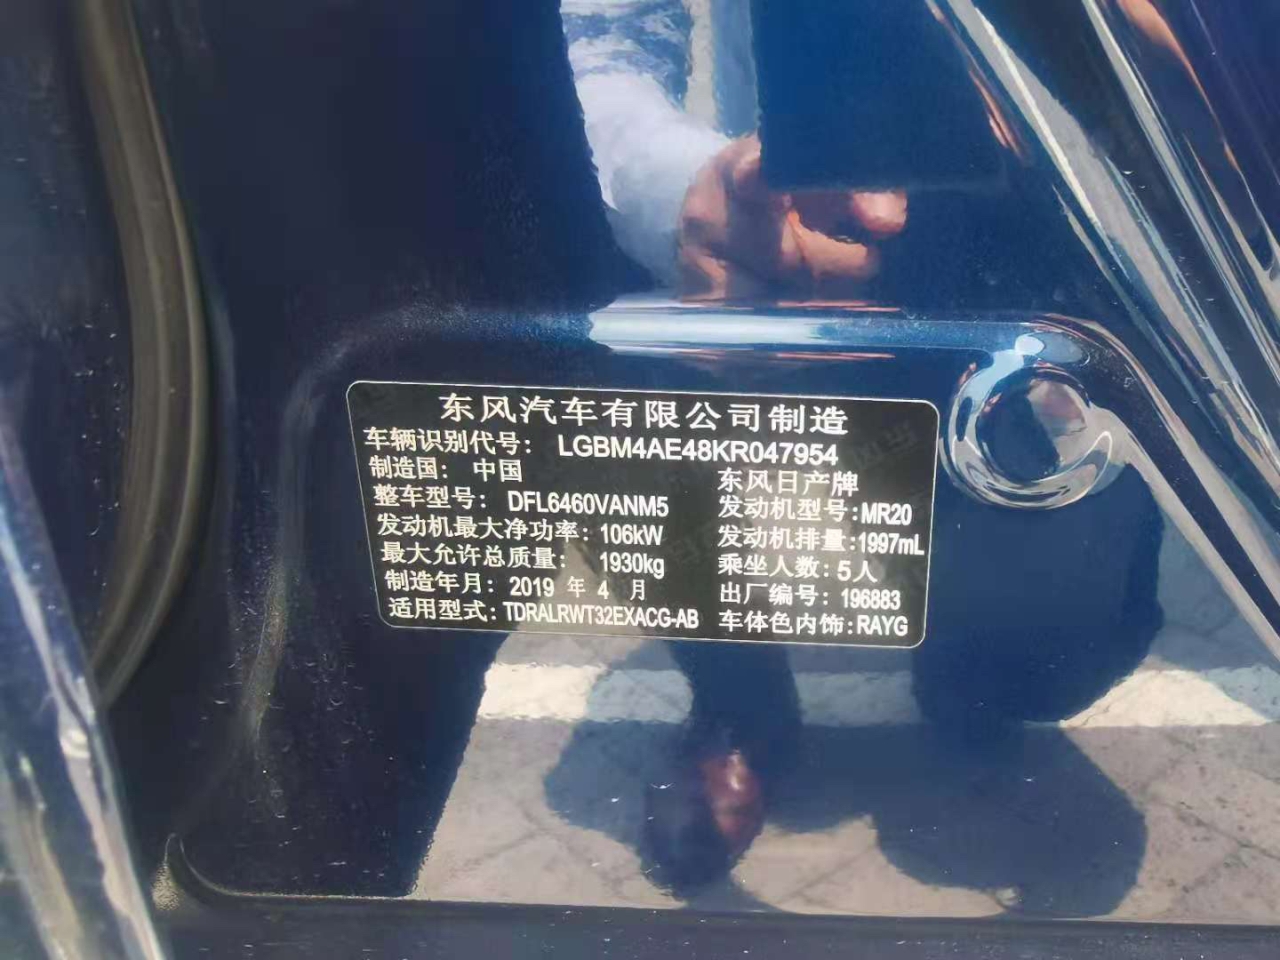 东风汽车有限公司制造
车辆识别代号: LGBM4AE48KR047954
制造国: 中国 东风日产牌
整车型号: DFL6460VANM5 发动机型号:MR20
发动机最大净功率: 106kW 发动机排量:1997mL
最大允许总质量: 1930kg 乘坐人数: 5人
制造年月: 2019 年 4 月 出厂编号: 196883
适用型式: TDRALRWT32EXACG-AB 车体色内饰:RAYG